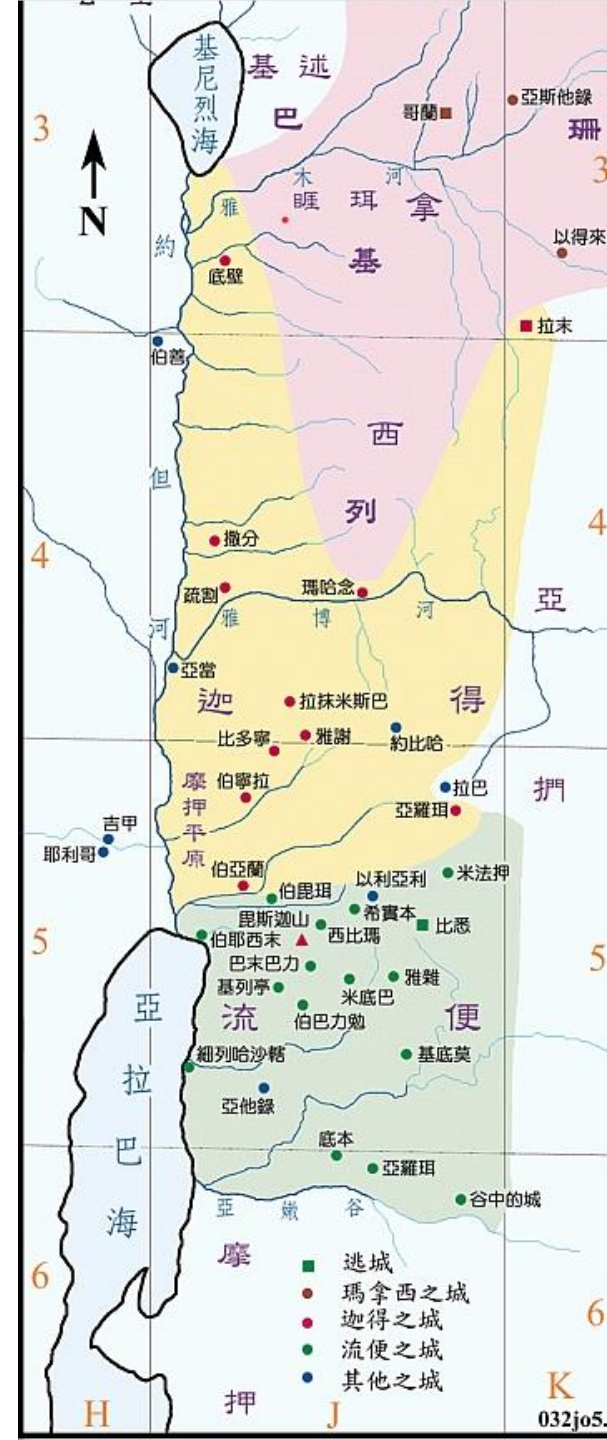 基尼烈海
基述
巴
3
哥蘭
亞斯他錄
珊
3
N
雅木河
睚珥
拿
基
以得來
約
底壁
拉末
伯善
西
但
列
撒分
4
4
疏割
瑪哈念
雅博河
亞
河
亞當
迦得
拉抹米斯巴
比多寧
雅謝
約比哈
摩押平原
伯寧拉
拉巴
捫
亞羅珥
吉甲
耶利哥
伯亞蘭
以利亞利
米法押
伯毘珥
希實本
毘斯迦山
西比瑪
比悉
5
5
伯耶西末
巴末巴力
雅雜
基列亭
米底巴
伯巴力勉
流便
亞拉巴海
細列哈沙轄
基底莫
亞他錄
底本
亞羅珥
谷中的城
亞嫩谷
摩
逃城
6
瑪拿西之城
迦得之城
6
流便之城
其他之城
押
H
J
K
032jo5.